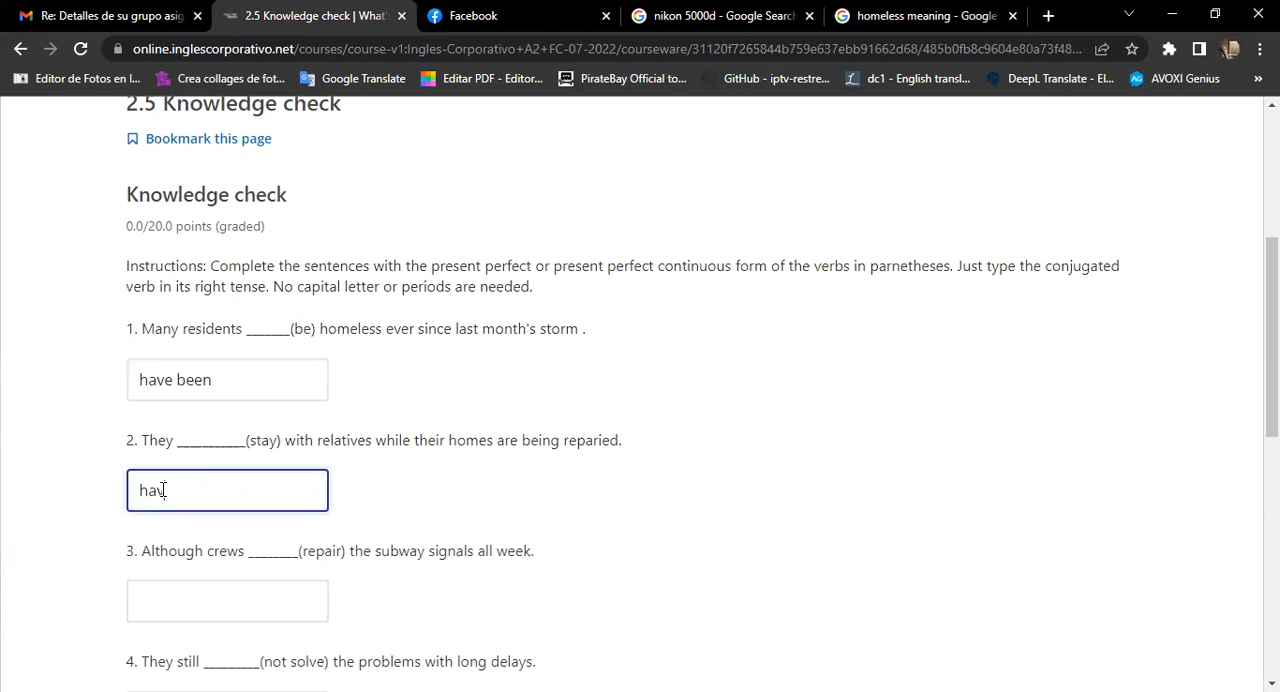 Re: Detalles de su grupo asig
2.5 Knowledge check | What'
Facebook
nikon 5000d - Google Search
homeless meaning - Google
online.inglescorporativo.net/courses/course-v1:Ingles-Corporativo+A2+FC-07-2022/courseware/31120f7265844b759e637ebb91662d68/485b0fb8c9604e80a73f48...
Editor de Fotos en l...
Crea collages de fot...
Google Translate
Editar PDF - Editor...
PirateBay Official to...
GitHub - iptv-restre...
dc1 - English transl...
DeepL Translate - El...
AVOXI Genius
»
2.5 Knowledge check
Bookmark this page
Knowledge check
0.0/20.0 points (graded)
Instructions: Complete the sentences with the present perfect or present perfect continuous form of the verbs in parnetheses. Just type the conjugated
verb in its right tense. No capital letter or periods are needed.
1. Many residents _______(be) homeless ever since last month's storm .
have been
2. They ___________(stay) with relatives while their homes are being reparied.
hav
3. Although crews ________(repair) the subway signals all week.
4. They still _________(not solve) the problems with long delays.